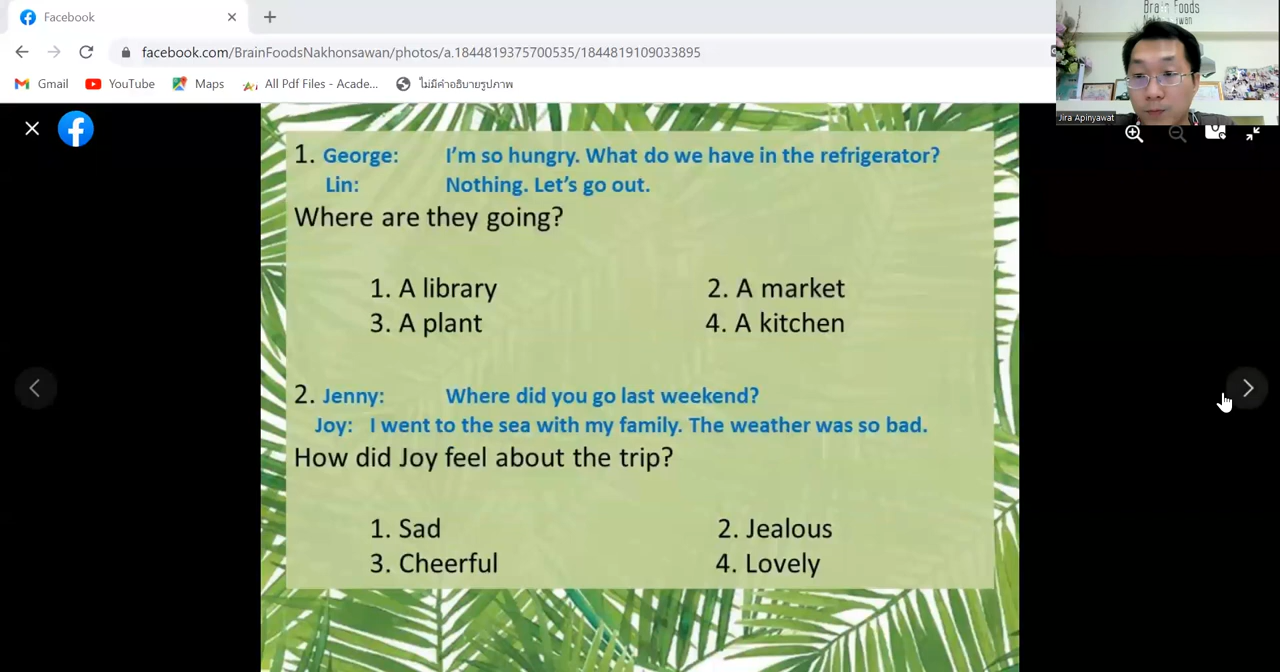 Facebook
facebook.com/BrainFoodsNakhonsawan/photos/a.1844819375700535/1844819109033895
Gmail YouTube Maps All Pdf Files - Acade... ไม่มีคำอธิบายรูปภาพ
Brain Foods
Nakhonsawan
Jira Apinyawat
1. George: I'm so hungry. What do we have in the refrigerator?
Lin: Nothing. Let's go out.
Where are they going?
1. A library 2. A market
3. A plant 4. A kitchen
2. Jenny: Where did you go last weekend?
Joy: I went to the sea with my family. The weather was so bad.
How did Joy feel about the trip?
1. Sad 2. Jealous
3. Cheerful 4. Lovely